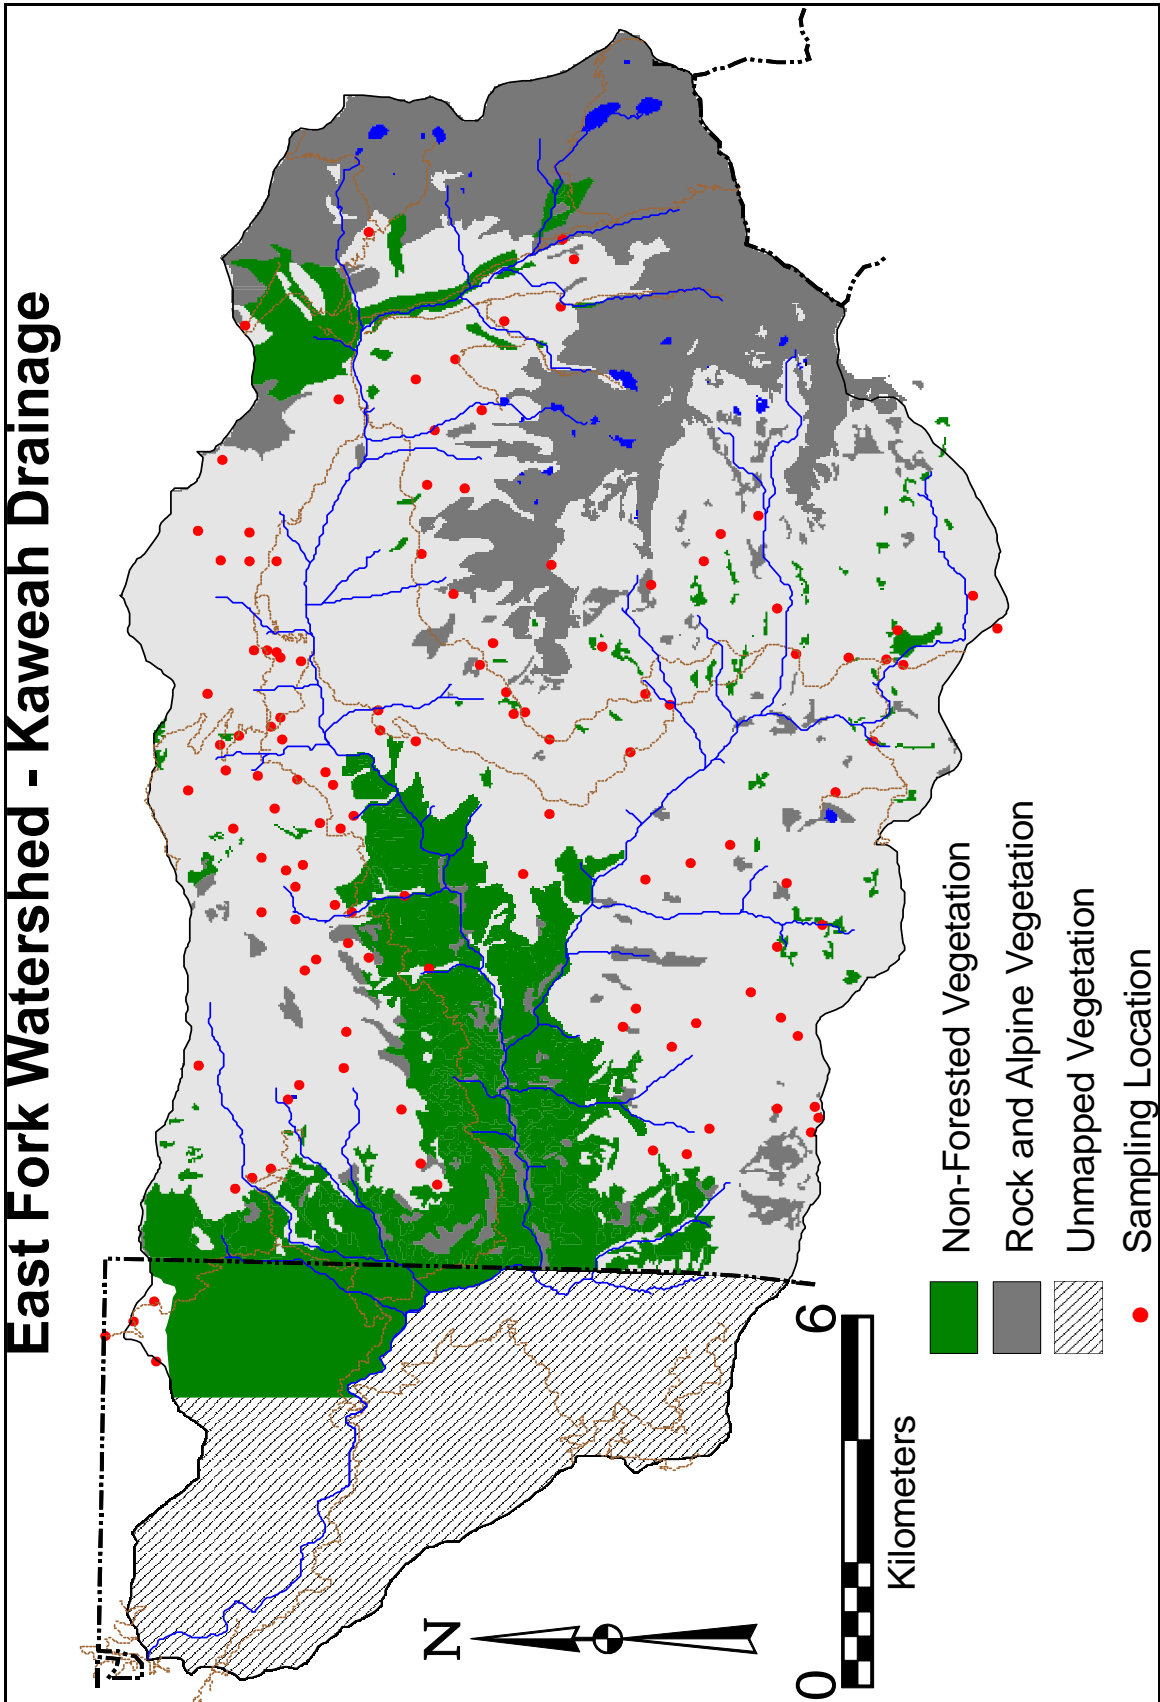 East Fork Watershed - Kaweah Drainage
N
0
6
Kilometers
Non-Forested Vegetation
Rock and Alpine Vegetation
Unmapped Vegetation
Sampling Location